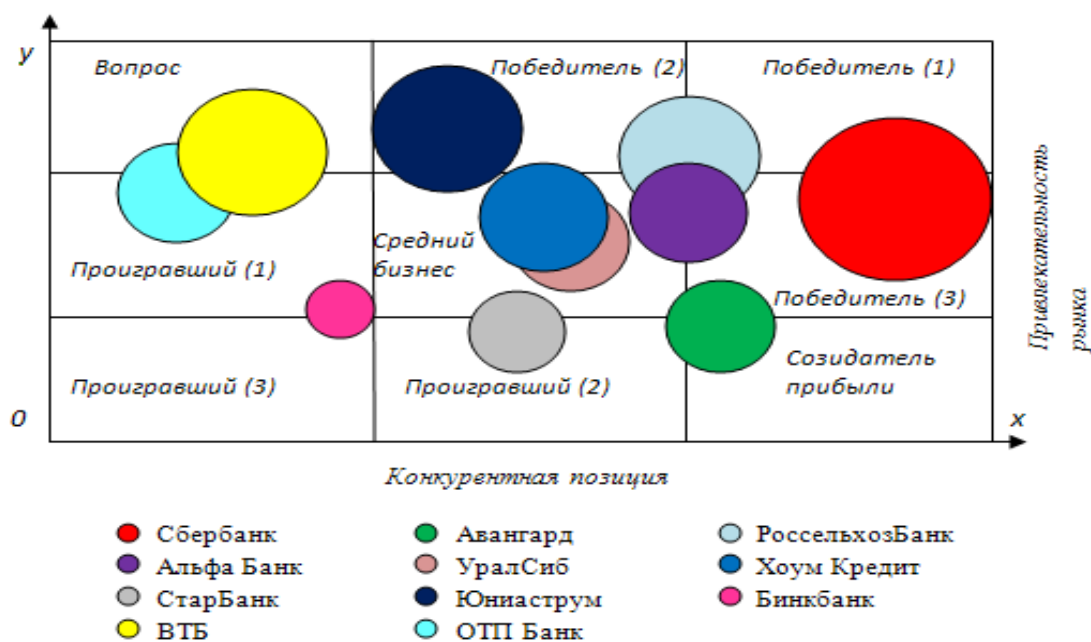 y
Вопрос
Победитель (2)
Победитель (1)
Средний
бизнес
Проигравший (1)
Победитель (3)
Привлекательность
рынка
Проигравший (3)
Проигравший (2)
Созидатель
прибыли
0
x
Конкурентная позиция
Сбербанк
Авангард
РоссельхозБанк
Альфа Банк
УралСиб
Хоум Кредит
СтарБанк
Юниаструм
Бинкбанк
ВТБ
ОТП Банк